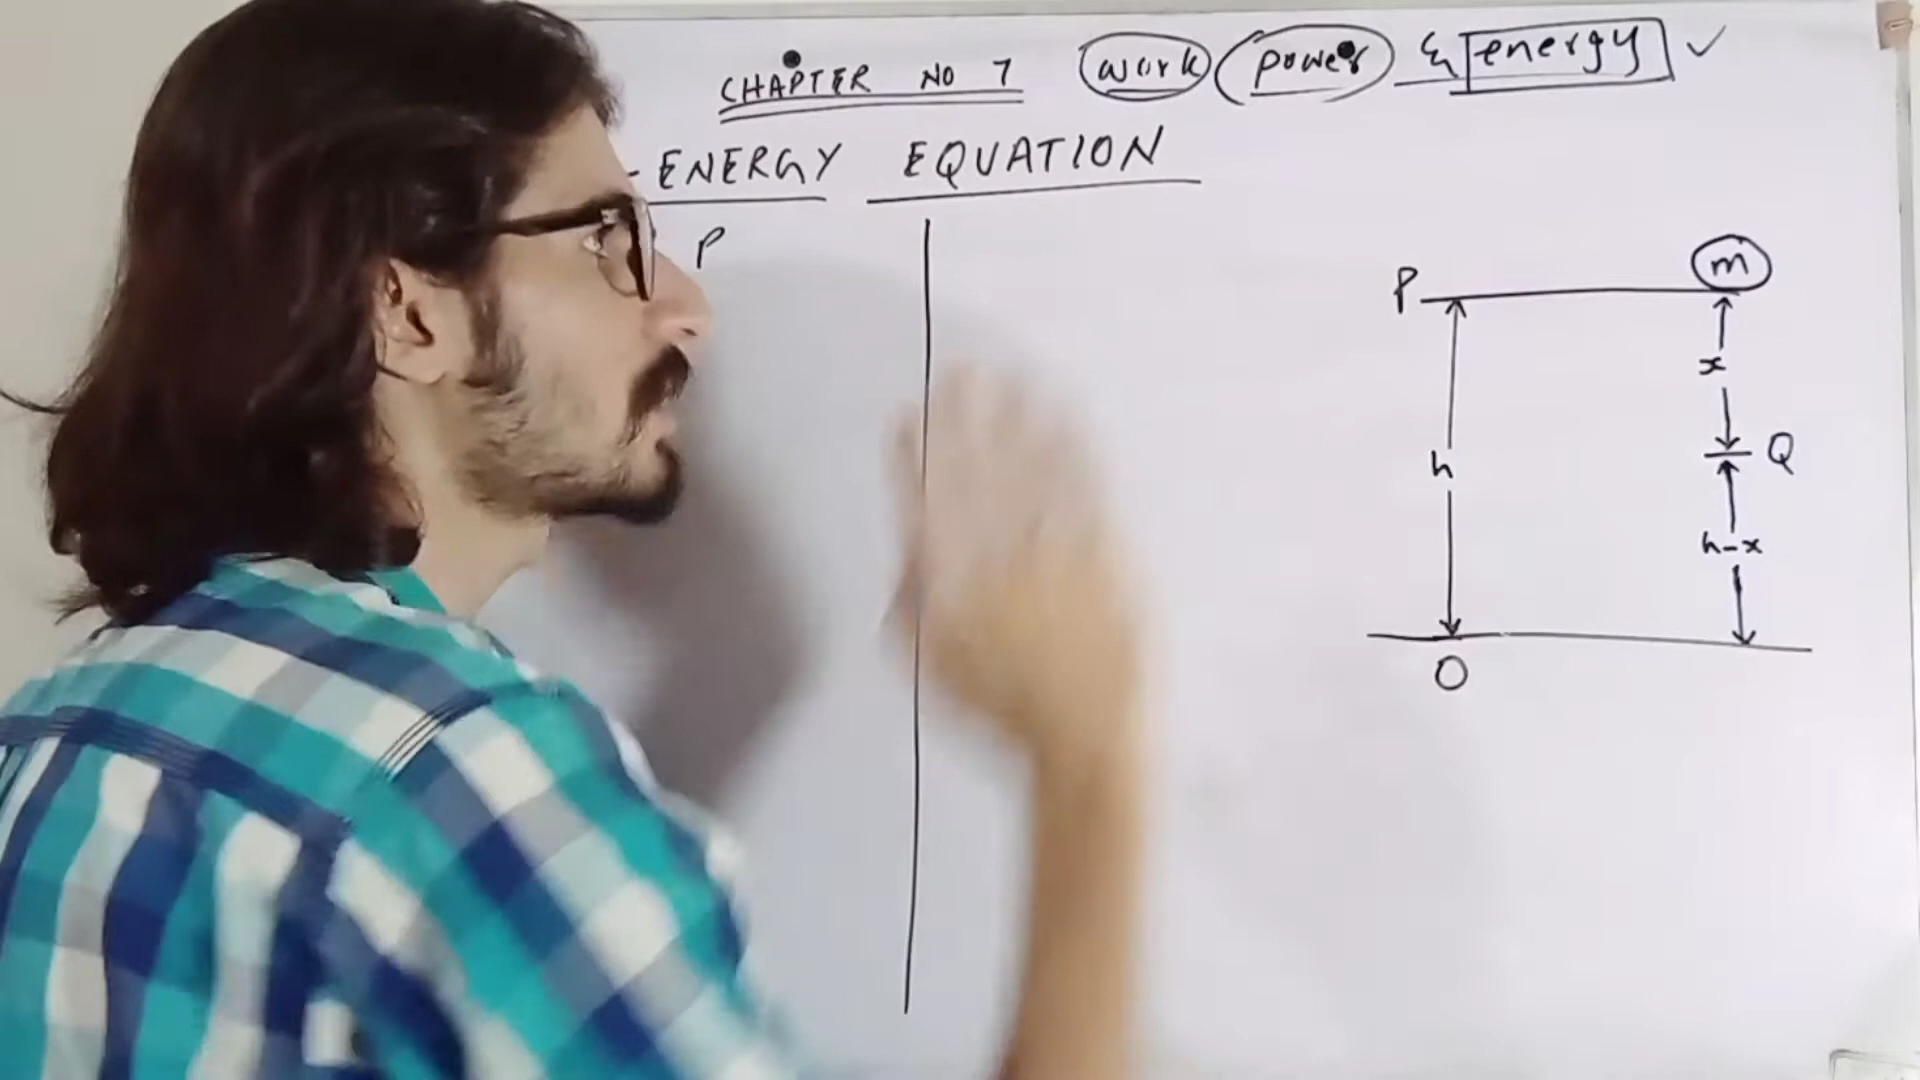 CHAPTER NO 7 work power & energy ✓
- ENERGY EQUATION
P
m
P
x
h
Q
h-x
O